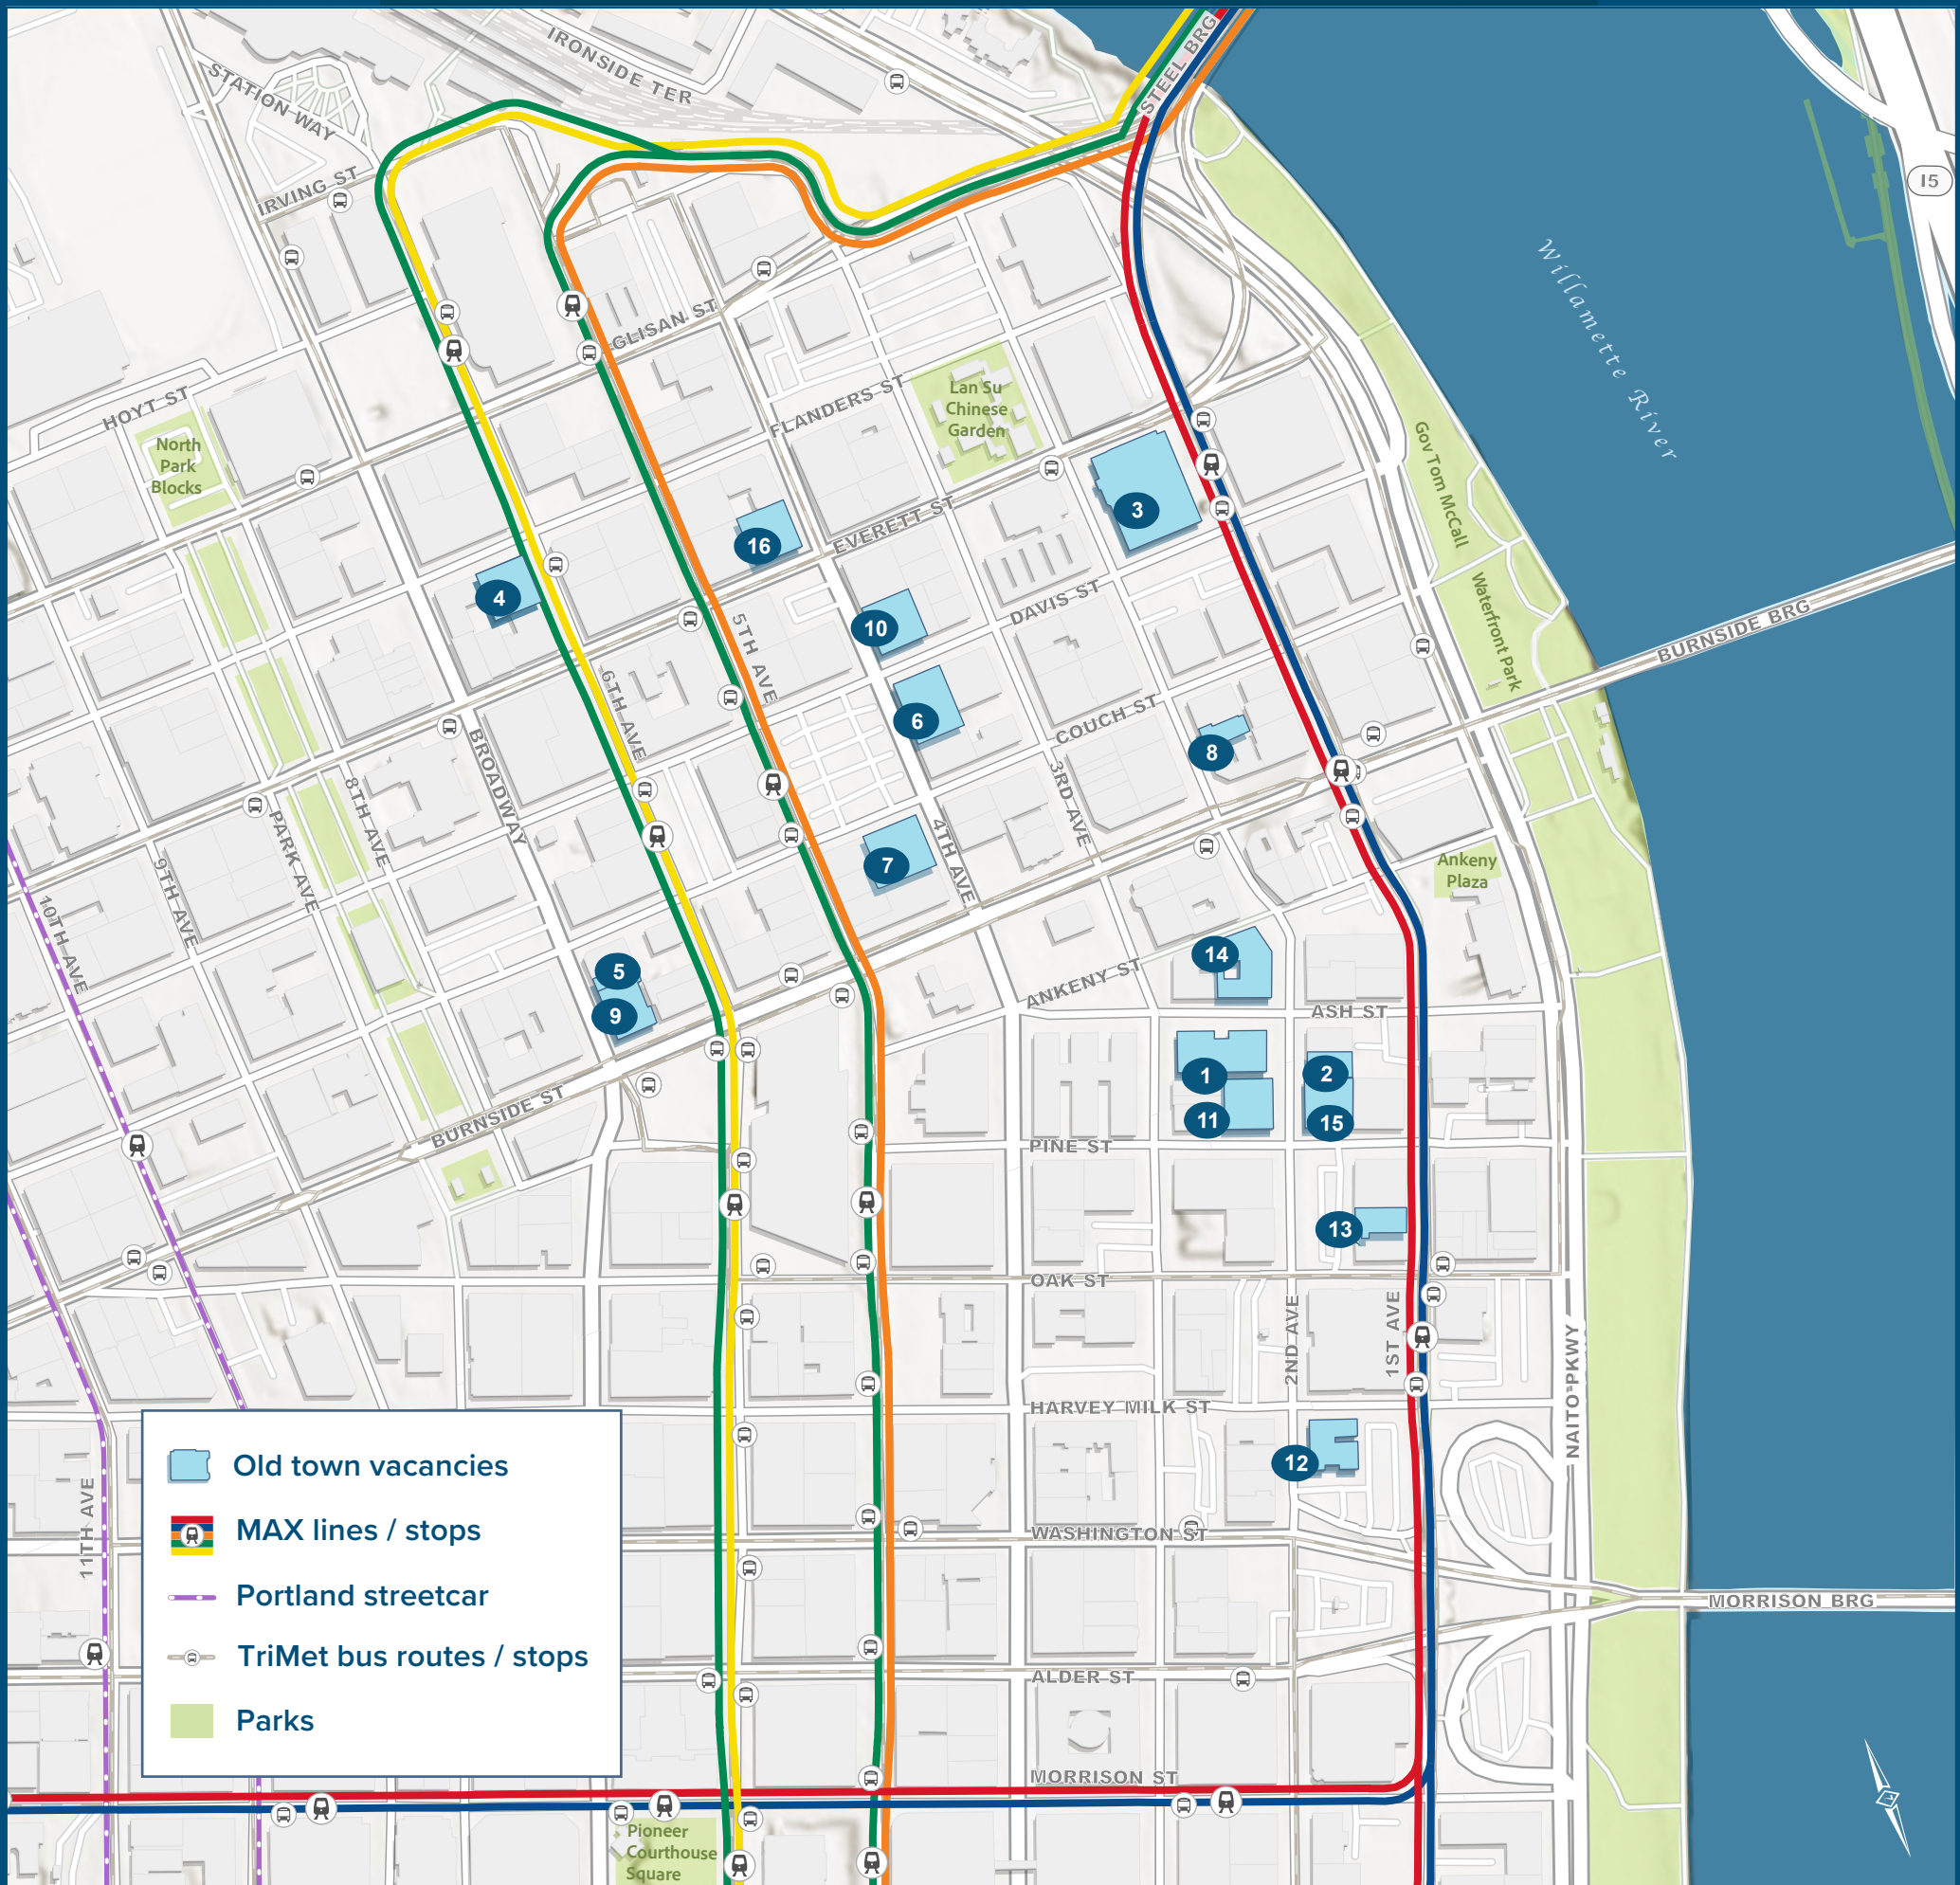 IRONSIDE TER
STEEL BRG
STATION WAY
IRVING ST
I5
Willamette River
GLISAN ST
HOYT ST
FLANDERS ST
Lan Su
Chinese
Garden
North
Park
Blocks
Gov Tom McCall
Waterfront Park
3
16
EVERETT ST
4
10
DAVIS ST
5TH AVE
BURNSIDE BRG
6TH AVE
6
COUCH ST
8
BROADWAY
8TH AVE
PARK AVE
3RD AVE
4TH AVE
7
9TH AVE
10TH AVE
Ankeny
Plaza
14
5
ANKENY ST
9
ASH ST
1
2
BURNSIDE ST
11
15
PINE ST
13
OAK ST
2ND AVE
1ST AVE
NAITO PKWY
HARVEY MILK ST
12
WASHINGTON ST
11TH AVE
Old town vacancies
MAX lines / stops
Portland streetcar
TriMet bus routes / stops
Parks
MORRISON BRG
ALDER ST
MORRISON ST
Pioneer
Courthouse
Square